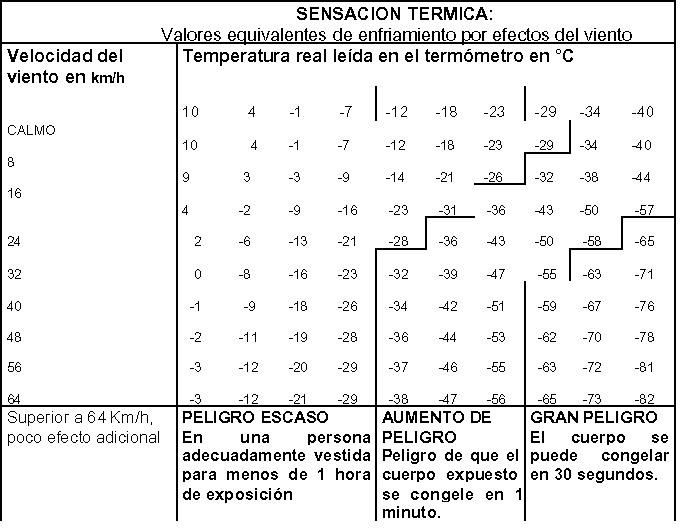 SENSACION TERMICA:
Valores equivalentes de enfriamiento por efectos del viento
Velocidad del
viento en km/h
Temperatura real leída en el termómetro en °C
10 4 -1 -7 -12 -18 -23 -29 -34 -40
CALMO 10 4 -1 -7 -12 -18 -23 -29 -34 -40
8 9 3 -3 -9 -14 -21 -26 -32 -38 -44
16 4 -2 -9 -16 -23 -31 -36 -43 -50 -57
24 2 -6 -13 -21 -28 -36 -43 -50 -58 -65
32 0 -8 -16 -23 -32 -39 -47 -55 -63 -71
40 -1 -9 -18 -26 -34 -42 -51 -59 -67 -76
48 -2 -11 -19 -28 -36 -44 -53 -62 -70 -78
56 -3 -12 -20 -29 -37 -46 -55 -63 -72 -81
64 -3 -12 -21 -29 -38 -47 -56 -65 -73 -82
Superior a 64 Km/h,
poco efecto adicional
PELIGRO ESCASO
En una persona
adecuadamente vestida
para menos de 1 hora
de exposición
AUMENTO DE
PELIGRO
Peligro de que el
cuerpo expuesto
se congele en 1
minuto.
GRAN PELIGRO
El cuerpo se
puede congelar
en 30 segundos.